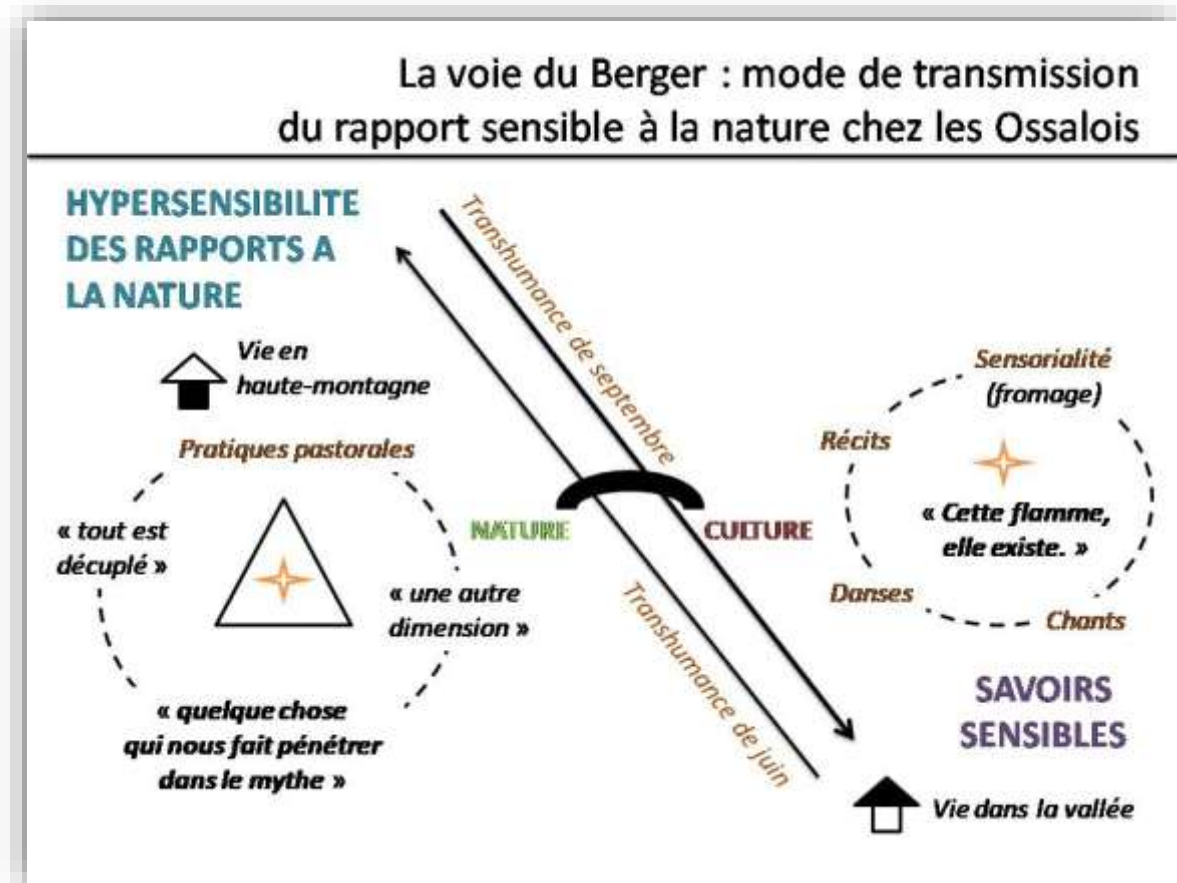 La voie du Berger : mode de transmission
du rapport sensible à la nature chez les Ossalois
HYPERSENSIBILITE
DES RAPPORTS A
LA NATURE
Vie en
haute-montagne
Pratiques pastorales
« tout est
décuplé »
« une autre
dimension »
« quelque chose
qui nous fait pénétrer
dans le mythe »
Transhumance de septembre
NATURE
CULTURE
Transhumance de juin
Sensorialité
(fromage)
Récits
« Cette flamme,
elle existe. »
Danses
Chants
SAVOIRS
SENSIBLES
Vie dans la vallée